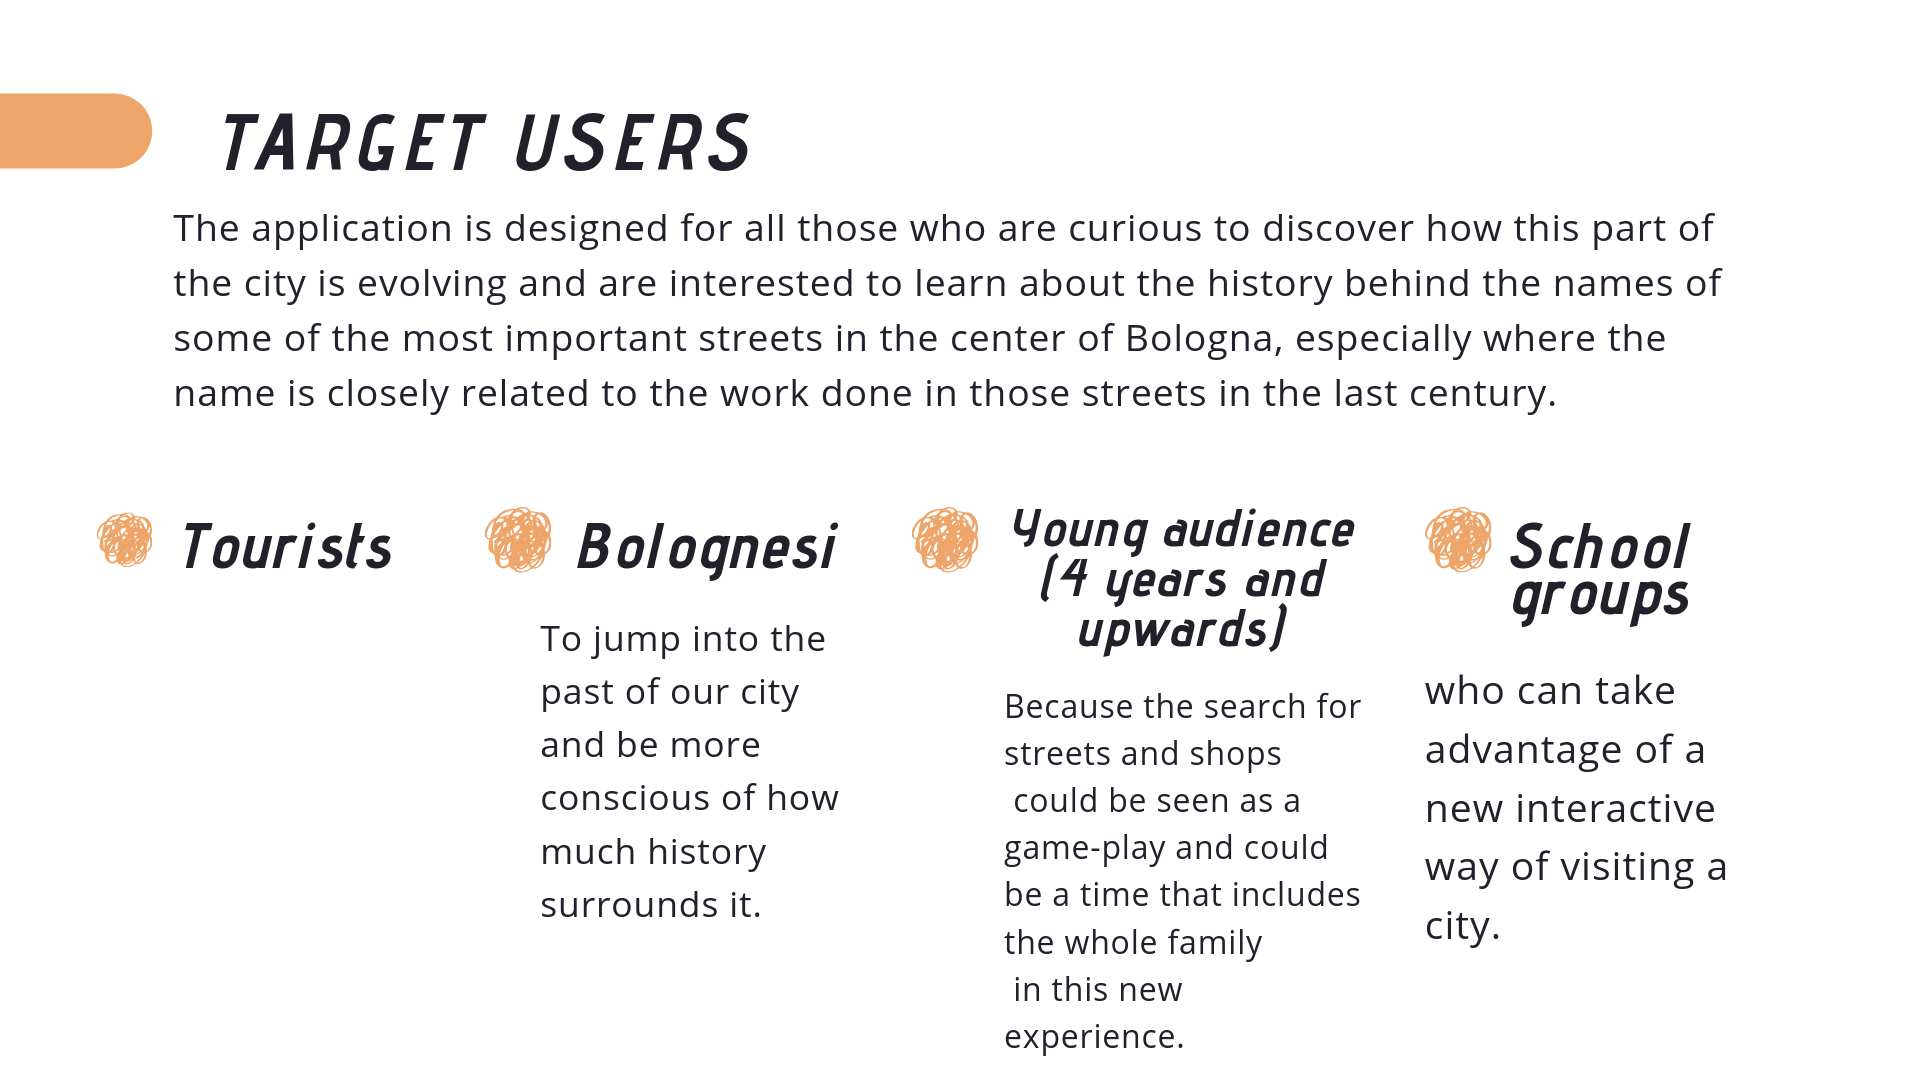 TARGET USERS
The application is designed for all those who are curious to discover how this part of
the city is evolving and are interested to learn about the history behind the names of
some of the most important streets in the center of Bologna, especially where the
name is closely related to the work done in those streets in the last century.
Tourists
Bolognesi
To jump into the
past of our city
and be more
conscious of how
much history
surrounds it.
Young audience
(4 years and
upwards)
Because the search for
streets and shops
could be seen as a
game-play and could
be a time that includes
the whole family
in this new
experience.
School
groups
who can take
advantage of a
new interactive
way of visiting a
city.